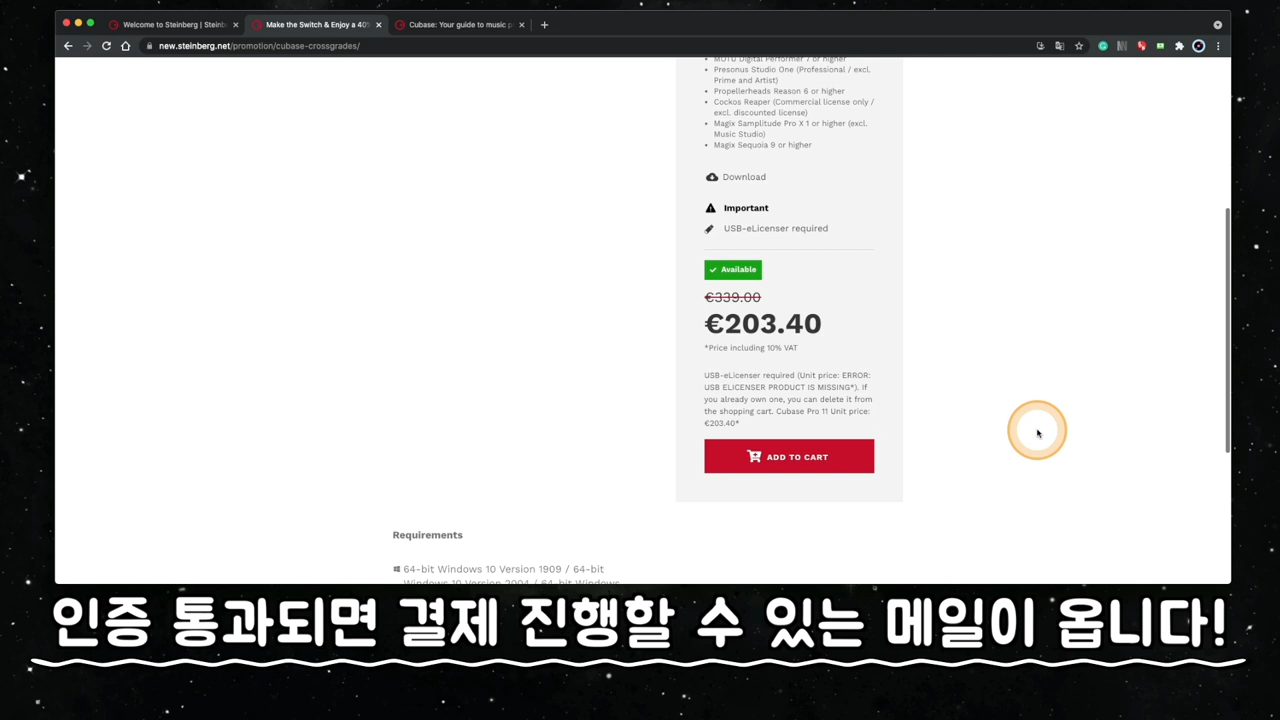 Welcome to Steinberg | Steinb
Make the Switch & Enjoy a 40%
Cubase: Your guide to music p
new.steinberg.net/promotion/cubase-crossgrades/
MOTU Digital Performer 7 or higher
Presonus Studio One (Professional / excl.
Prime and Artist)
Propellerheads Reason 6 or higher
Cockos Reaper (Commercial license only /
excl. discounted license)
Magix Samplitude Pro X 1 or higher (excl.
Music Studio)
Magix Sequoia 9 or higher
Download
Important
USB-eLicenser required
Available
€339.00
€203.40
*Price including 10% VAT
USB-eLicenser required (Unit price: ERROR:
USB ELICENSER PRODUCT IS MISSING*). If
you already own one, you can delete it from
the shopping cart. Cubase Pro 11 Unit price:
€203.40*
ADD TO CART
Requirements
64-bit Windows 10 Version 1909 / 64-bit
Windows 10 Version 2004 / 64-bit Windows
인증 통과되면 결제 진행할 수 있는 메일이 옵니다!